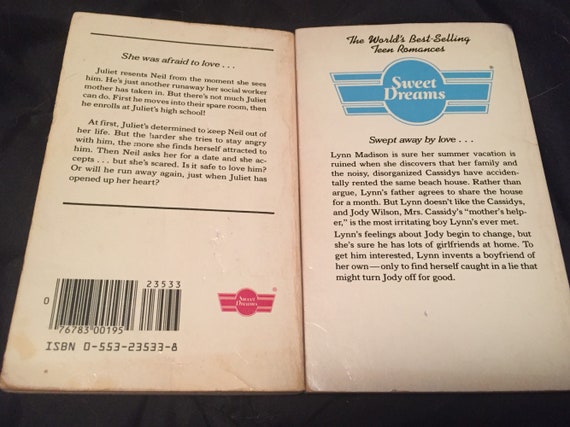 She was afraid to love . . .
Juliet resents Neil from the moment she sees
him. He's just another runaway her social worker
mother has taken in. But there's not much Juliet
can do. First he moves into their spare room, then
he enrolls at Juliet's high school!
At first, Juliet's determined to keep Neil out of
her life. But the harder she tries to stay angry
with him, the more she finds herself attracted to
him. Then Neil asks her for a date and she ac-
cepts . . . but she's scared. Is it safe to love him?
Or will he run away again, just when Juliet has
opened up her heart?
23533
0
76783 00195
ISBN 0-553-23533-8
Sweet
Dreams
®
The World's Best-Selling
Teen Romances
®
Sweet
Dreams
Swept away by love . . .
Lynn Madison is sure her summer vacation is
ruined when she discovers that her family and
the noisy, disorganized Cassidys have acciden-
tally rented the same beach house. Rather than
argue, Lynn's father agrees to share the house
for a month. But Lynn doesn't like the Cassidys,
and Jody Wilson, Mrs. Cassidy's "mother's help-
er," is the most irritating boy Lynn's ever met.
Lynn's feelings about Jody begin to change, but
she's sure he has lots of girlfriends at home. To
get him interested, Lynn invents a boyfriend of
her own—only to find herself caught in a lie that
might turn Jody off for good.